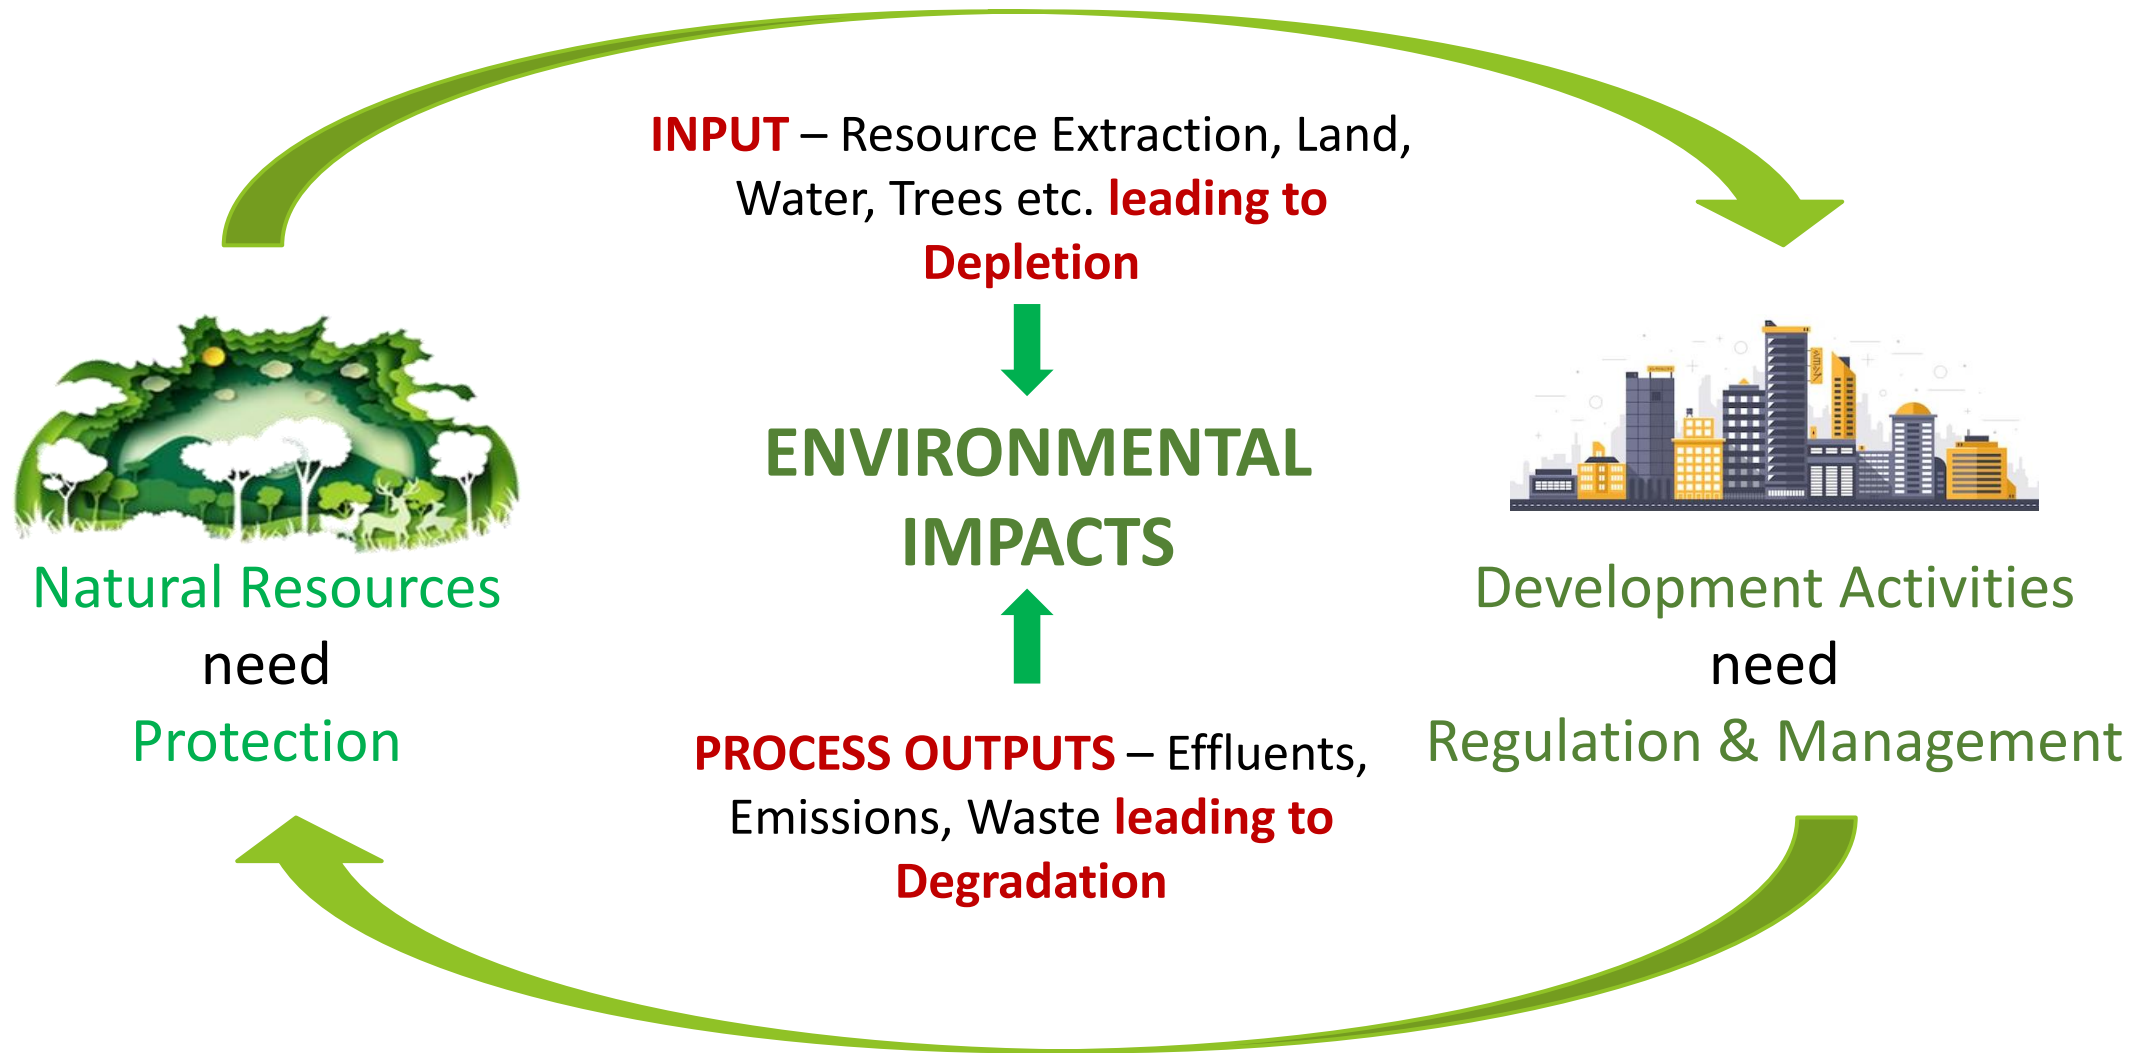 INPUT – Resource Extraction, Land,
Water, Trees etc. leading to
Depletion
ENVIRONMENTAL
IMPACTS
Natural Resources
need
Protection
Development Activities
need
Regulation & Management
PROCESS OUTPUTS – Effluents,
Emissions, Waste leading to
Degradation